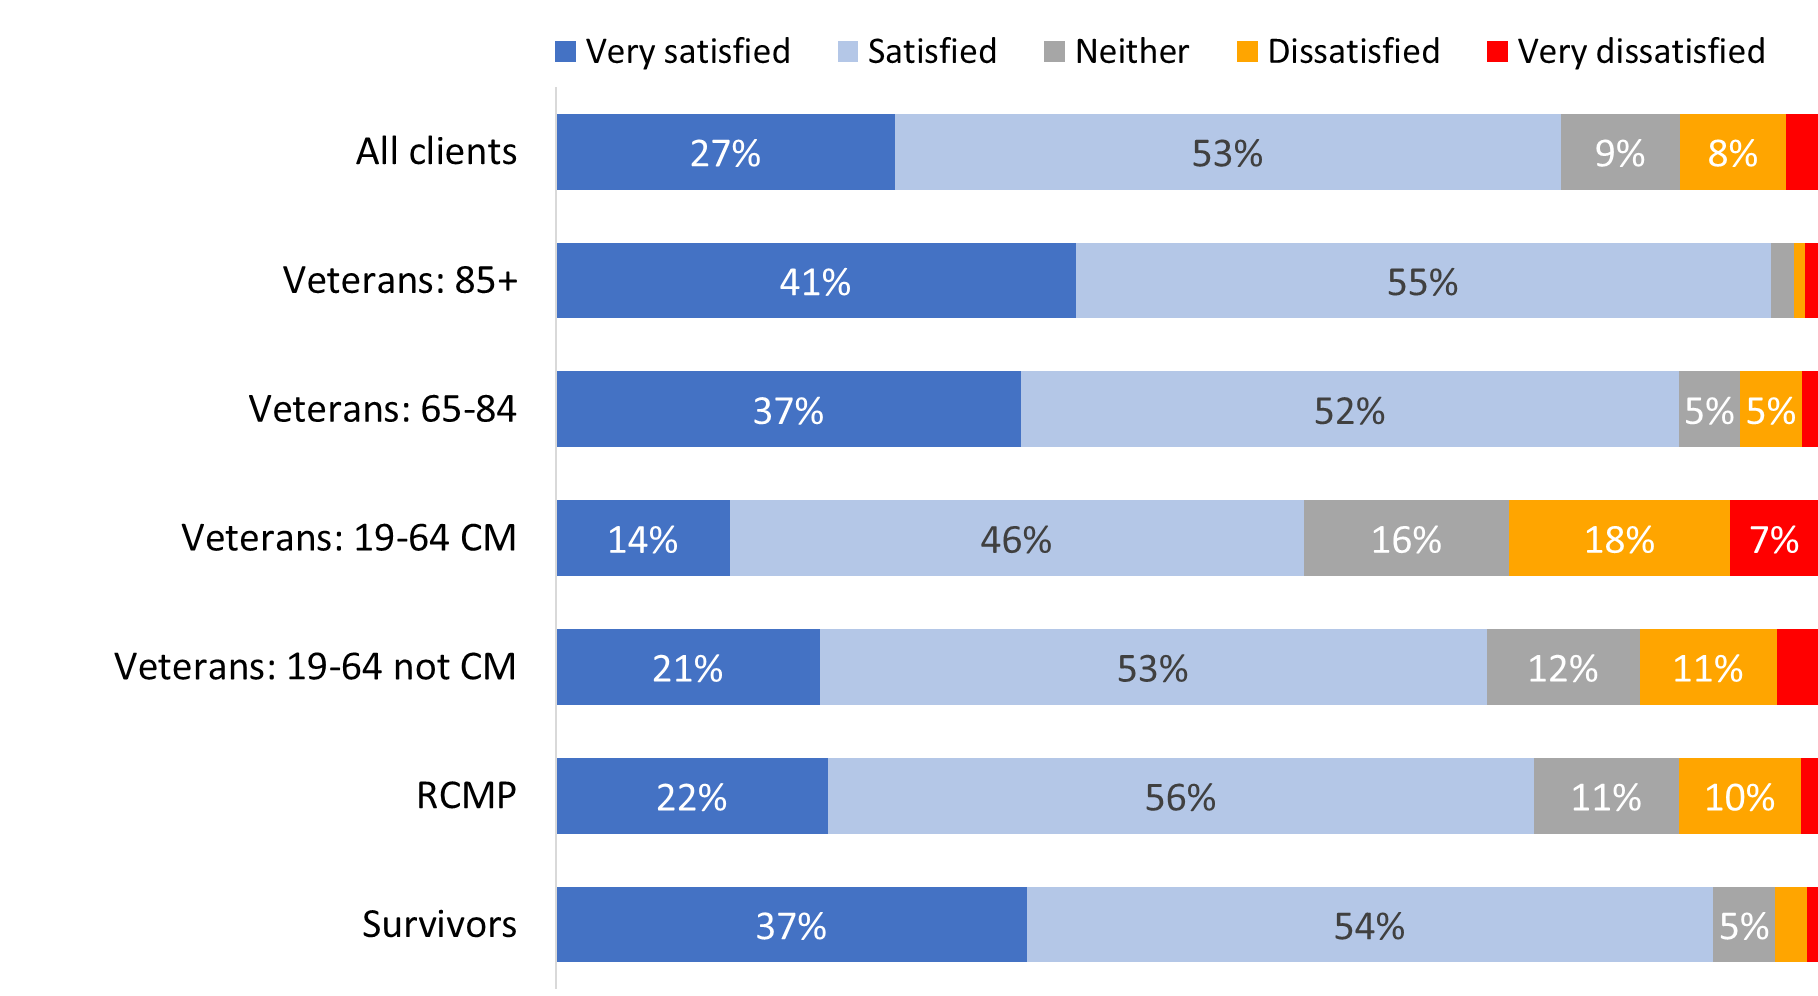 Very satisfied Satisfied Neither Dissatisfied Very dissatisfied
All clients 27% 53% 9% 8%
Veterans: 85+ 41% 55%
Veterans: 65-84 37% 52% 5% 5%
Veterans: 19-64 CM 14% 46% 16% 18% 7%
Veterans: 19-64 not CM 21% 53% 12% 11%
RCMP 22% 56% 11% 10%
Survivors 37% 54% 5%